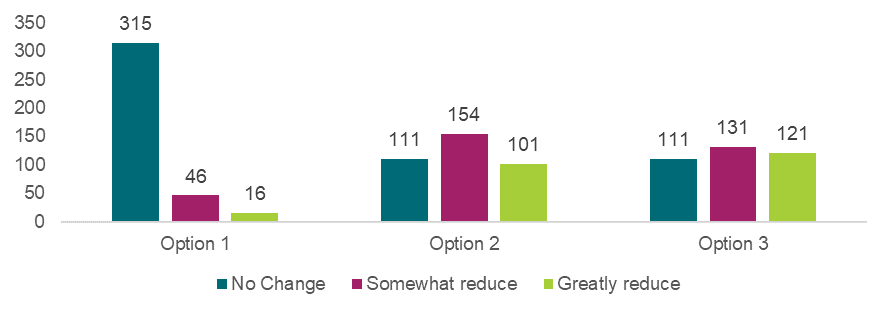 350
315
300
250
200
154
150
131
121
111
101
111
100
46
50
16
0
Option 1
Option 2
Option 3
No Change
Somewhat reduce
Greatly reduce